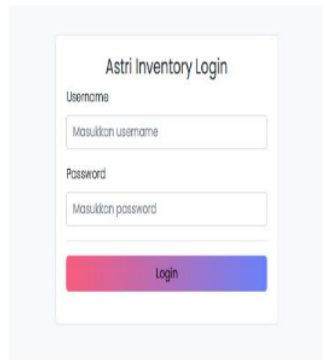 Astri Inventory Login
Username
Masukkan username
Password
Masukkan password
Login